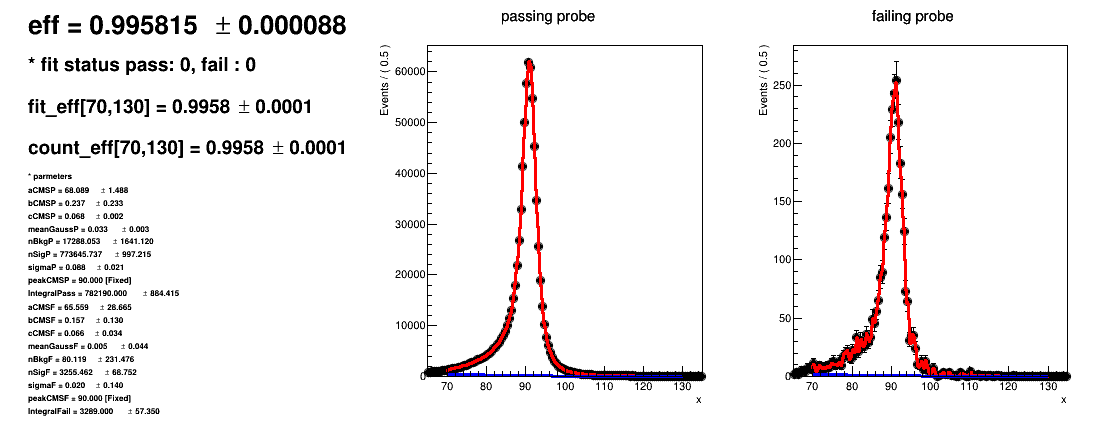 eff = 0.995815 ± 0.000088
* fit status pass: 0, fail : 0
fit_eff[70,130] = 0.9958 ± 0.0001
count_eff[70,130] = 0.9958 ± 0.0001
* parmeters
aCMSP = 68.089 ± 1.488
bCMSP = 0.237 ± 0.233
cCMSP = 0.068 ± 0.002
meanGaussP = 0.033 ± 0.003
nBkgP = 17288.053 ± 1641.120
nSigP = 773645.737 ± 997.215
sigmaP = 0.088 ± 0.021
peakCMSP = 90.000 [Fixed]
IntegralPass = 782190.000 ± 884.415
aCMSF = 65.559 ± 28.665
bCMSF = 0.157 ± 0.130
cCMSF = 0.066 ± 0.034
meanGaussF = 0.005 ± 0.044
nBkgF = 80.119 ± 231.476
nSigF = 3255.462 ± 68.752
sigmaF = 0.020 ± 0.140
peakCMSF = 90.000 [Fixed]
IntegralFail = 3289.000 ± 57.350
passing probe
Events / ( 0.5 )
60000
50000
40000
30000
20000
10000
0
70 80 90 100 110 120 130
x
failing probe
Events / ( 0.5 )
250
200
150
100
50
0
70 80 90 100 110 120 130
x